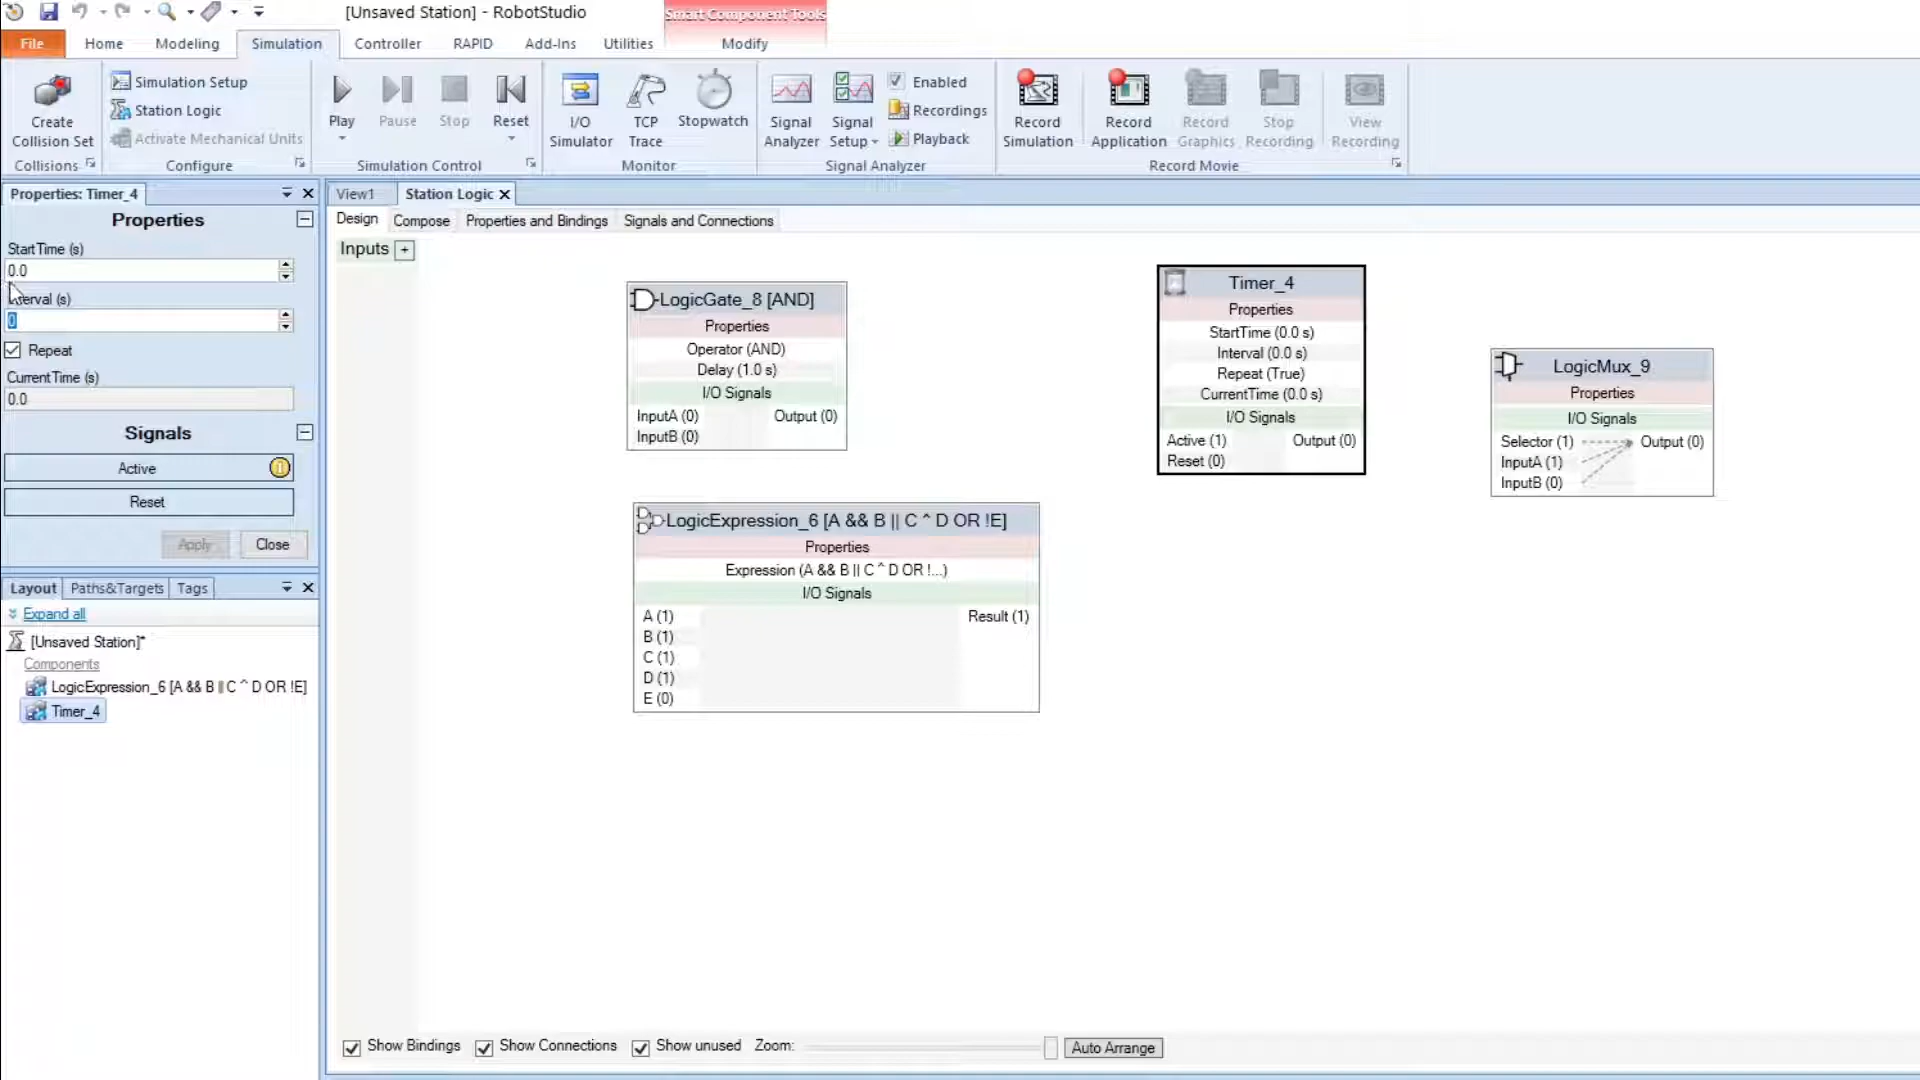 [Unsaved Station] - RobotStudio
Smart Component Tools
File
Home
Modeling
Simulation
Controller
RAPID
Add-Ins
Utilities
Modify
Create
Collision Set
Collisions
Simulation Setup
Station Logic
Activate Mechanical Units
Configure
Play
Pause
Stop
Reset
Simulation Control
I/O
Simulator
TCP
Trace
Stopwatch
Monitor
Signal
Analyzer
Signal
Setup
Enabled
Recordings
Playback
Signal Analyzer
Record
Simulation
Record
Application
Record
Graphics
Stop
Recording
View
Recording
Record Movie
Properties: Timer_4
Properties
StartTime (s)
0.0
(s)
0
Repeat
CurrentTime (s)
0.0
Signals
Active
1
Reset
Apply
Close
Layout
Paths&Targets
Tags
Expand all
[Unsaved Station]*
Components
LogicExpression_6 [A && B || C ^ D OR !E]
Timer_4
View1
Station Logic
Design
Compose
Properties and Bindings
Signals and Connections
Inputs +
LogicGate_8 [AND]
Properties
Operator (AND)
Delay (1.0 s)
I/O Signals
InputA (0)
Output (0)
InputB (0)
LogicExpression_6 [A && B || C ^ D OR !E]
Properties
Expression (A && B || C ^ D OR !...)
I/O Signals
A (1)
Result (1)
B (1)
C (1)
D (1)
E (0)
Timer_4
Properties
StartTime (0.0 s)
Interval (0.0 s)
Repeat (True)
CurrentTime (0.0 s)
I/O Signals
Active (1)
Output (0)
Reset (0)
LogicMux_9
Properties
I/O Signals
Selector (1)
Output (0)
InputA (1)
InputB (0)
Show Bindings
Show Connections
Show unused
Zoom:
Auto Arrange